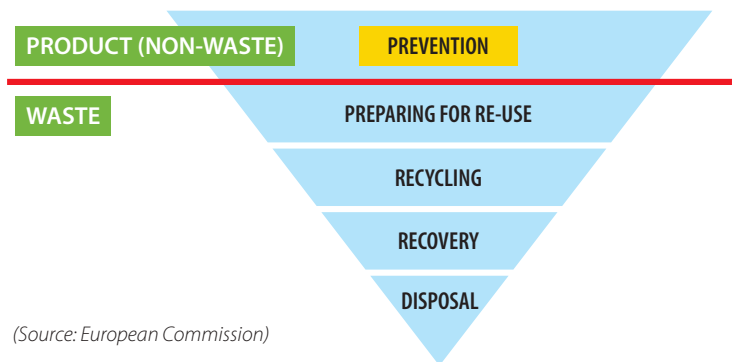 PRODUCT (NON-WASTE)
PREVENTION
WASTE
PREPARING FOR RE-USE
RECYCLING
RECOVERY
DISPOSAL
(Source: European Commission)